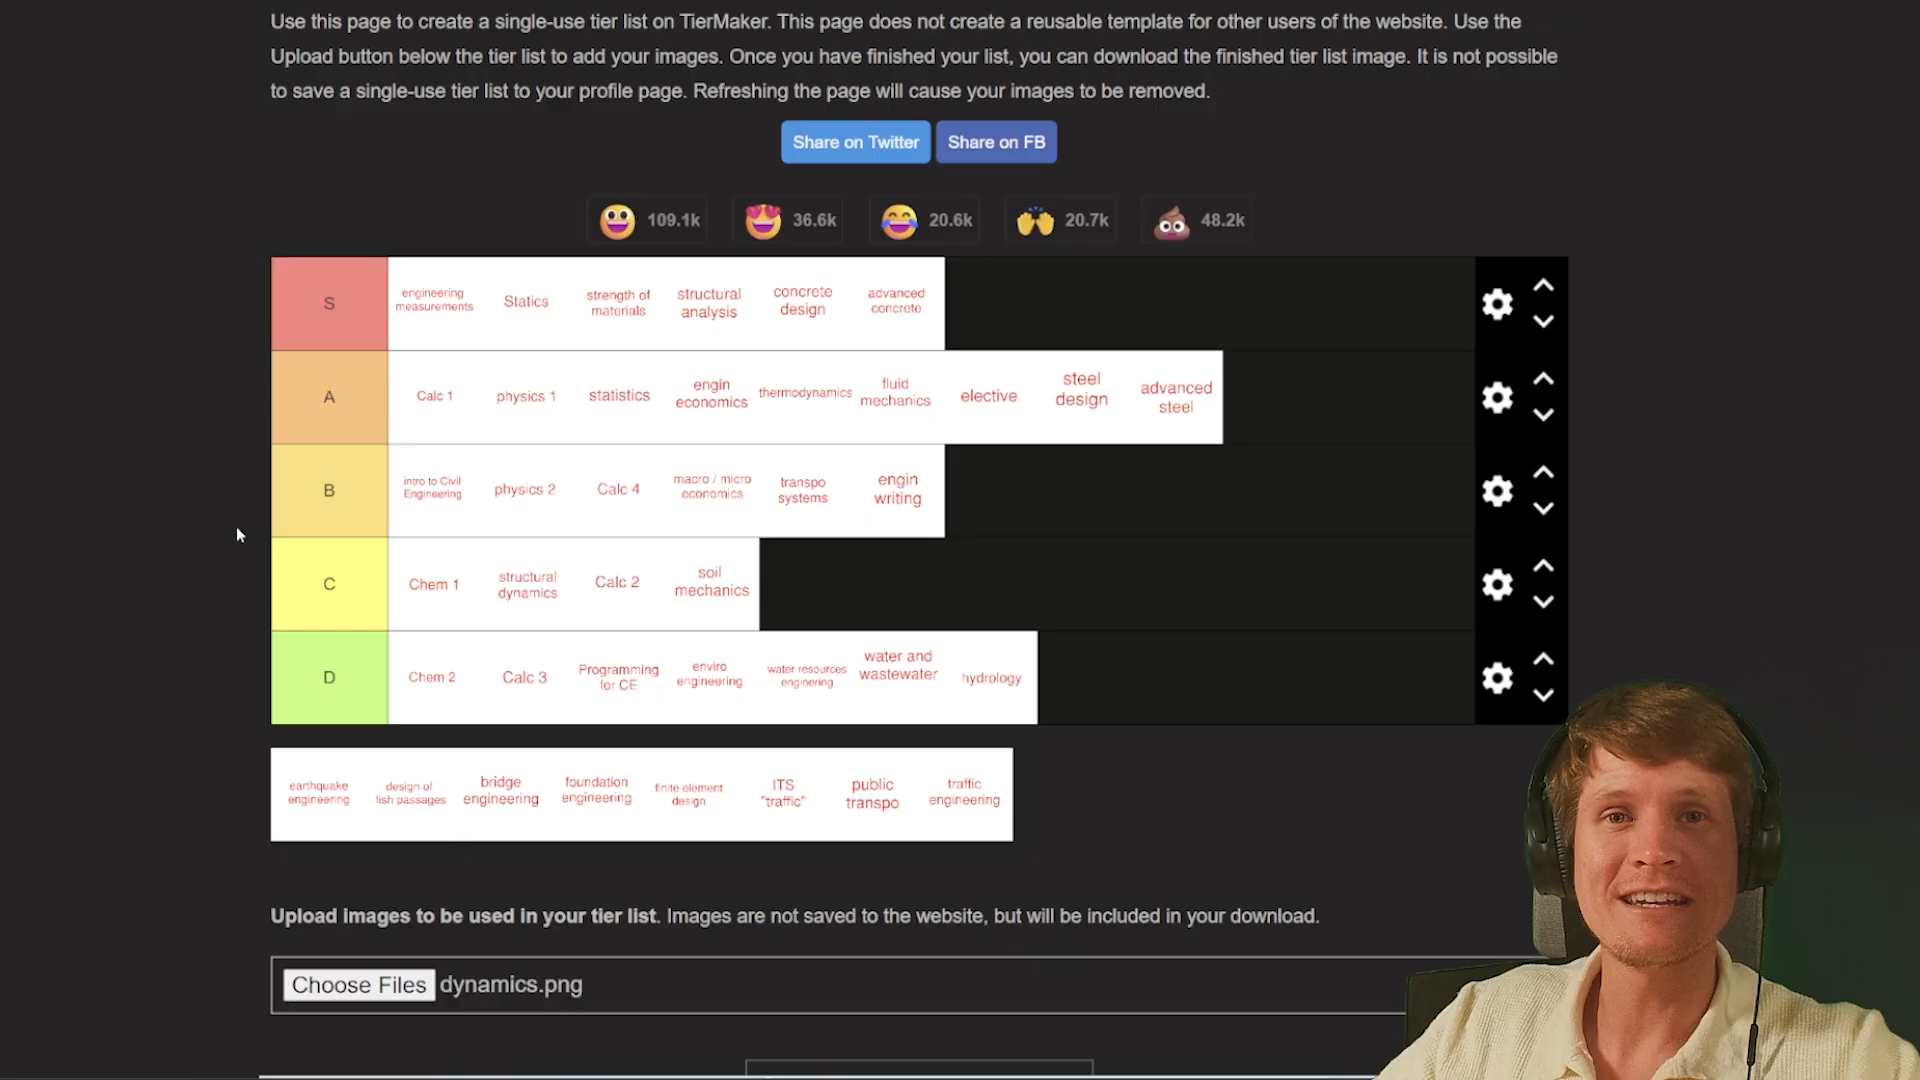 Use this page to create a single-use tier list on TierMaker. This page does not create a reusable template for other users of the website. Use the
Upload button below the tier list to add your images. Once you have finished your list, you can download the finished tier list image. It is not possible
to save a single-use tier list to your profile page. Refreshing the page will cause your images to be removed.
Share on Twitter Share on FB
109.1k 36.6k 20.6k 20.7k 48.2k
S
engineering
measurements
Statics
strength of
materials
structural
analysis
concrete
design
advanced
concrete
A
Calc 1
physics 1
statistics
engin
economics
thermodynamics
fluid
mechanics
elective
steel
design
advanced
steel
B
intro to Civil
Engineering
physics 2
Calc 4
macro / micro
economics
transpo
systems
engin
writing
C
Chem 1
structural
dynamics
Calc 2
soil
mechanics
D
Chem 2
Calc 3
Programming
for CE
enviro
engineering
water resources
enginering
water and
wastewater
hydrology
earthquake
engineering
design of
fish passages
bridge
engineering
foundation
engineering
finite element
design
ITS
"traffic"
public
transpo
traffic
engineering
Upload images to be used in your tier list. Images are not saved to the website, but will be included in your download.
Choose Files dynamics.png